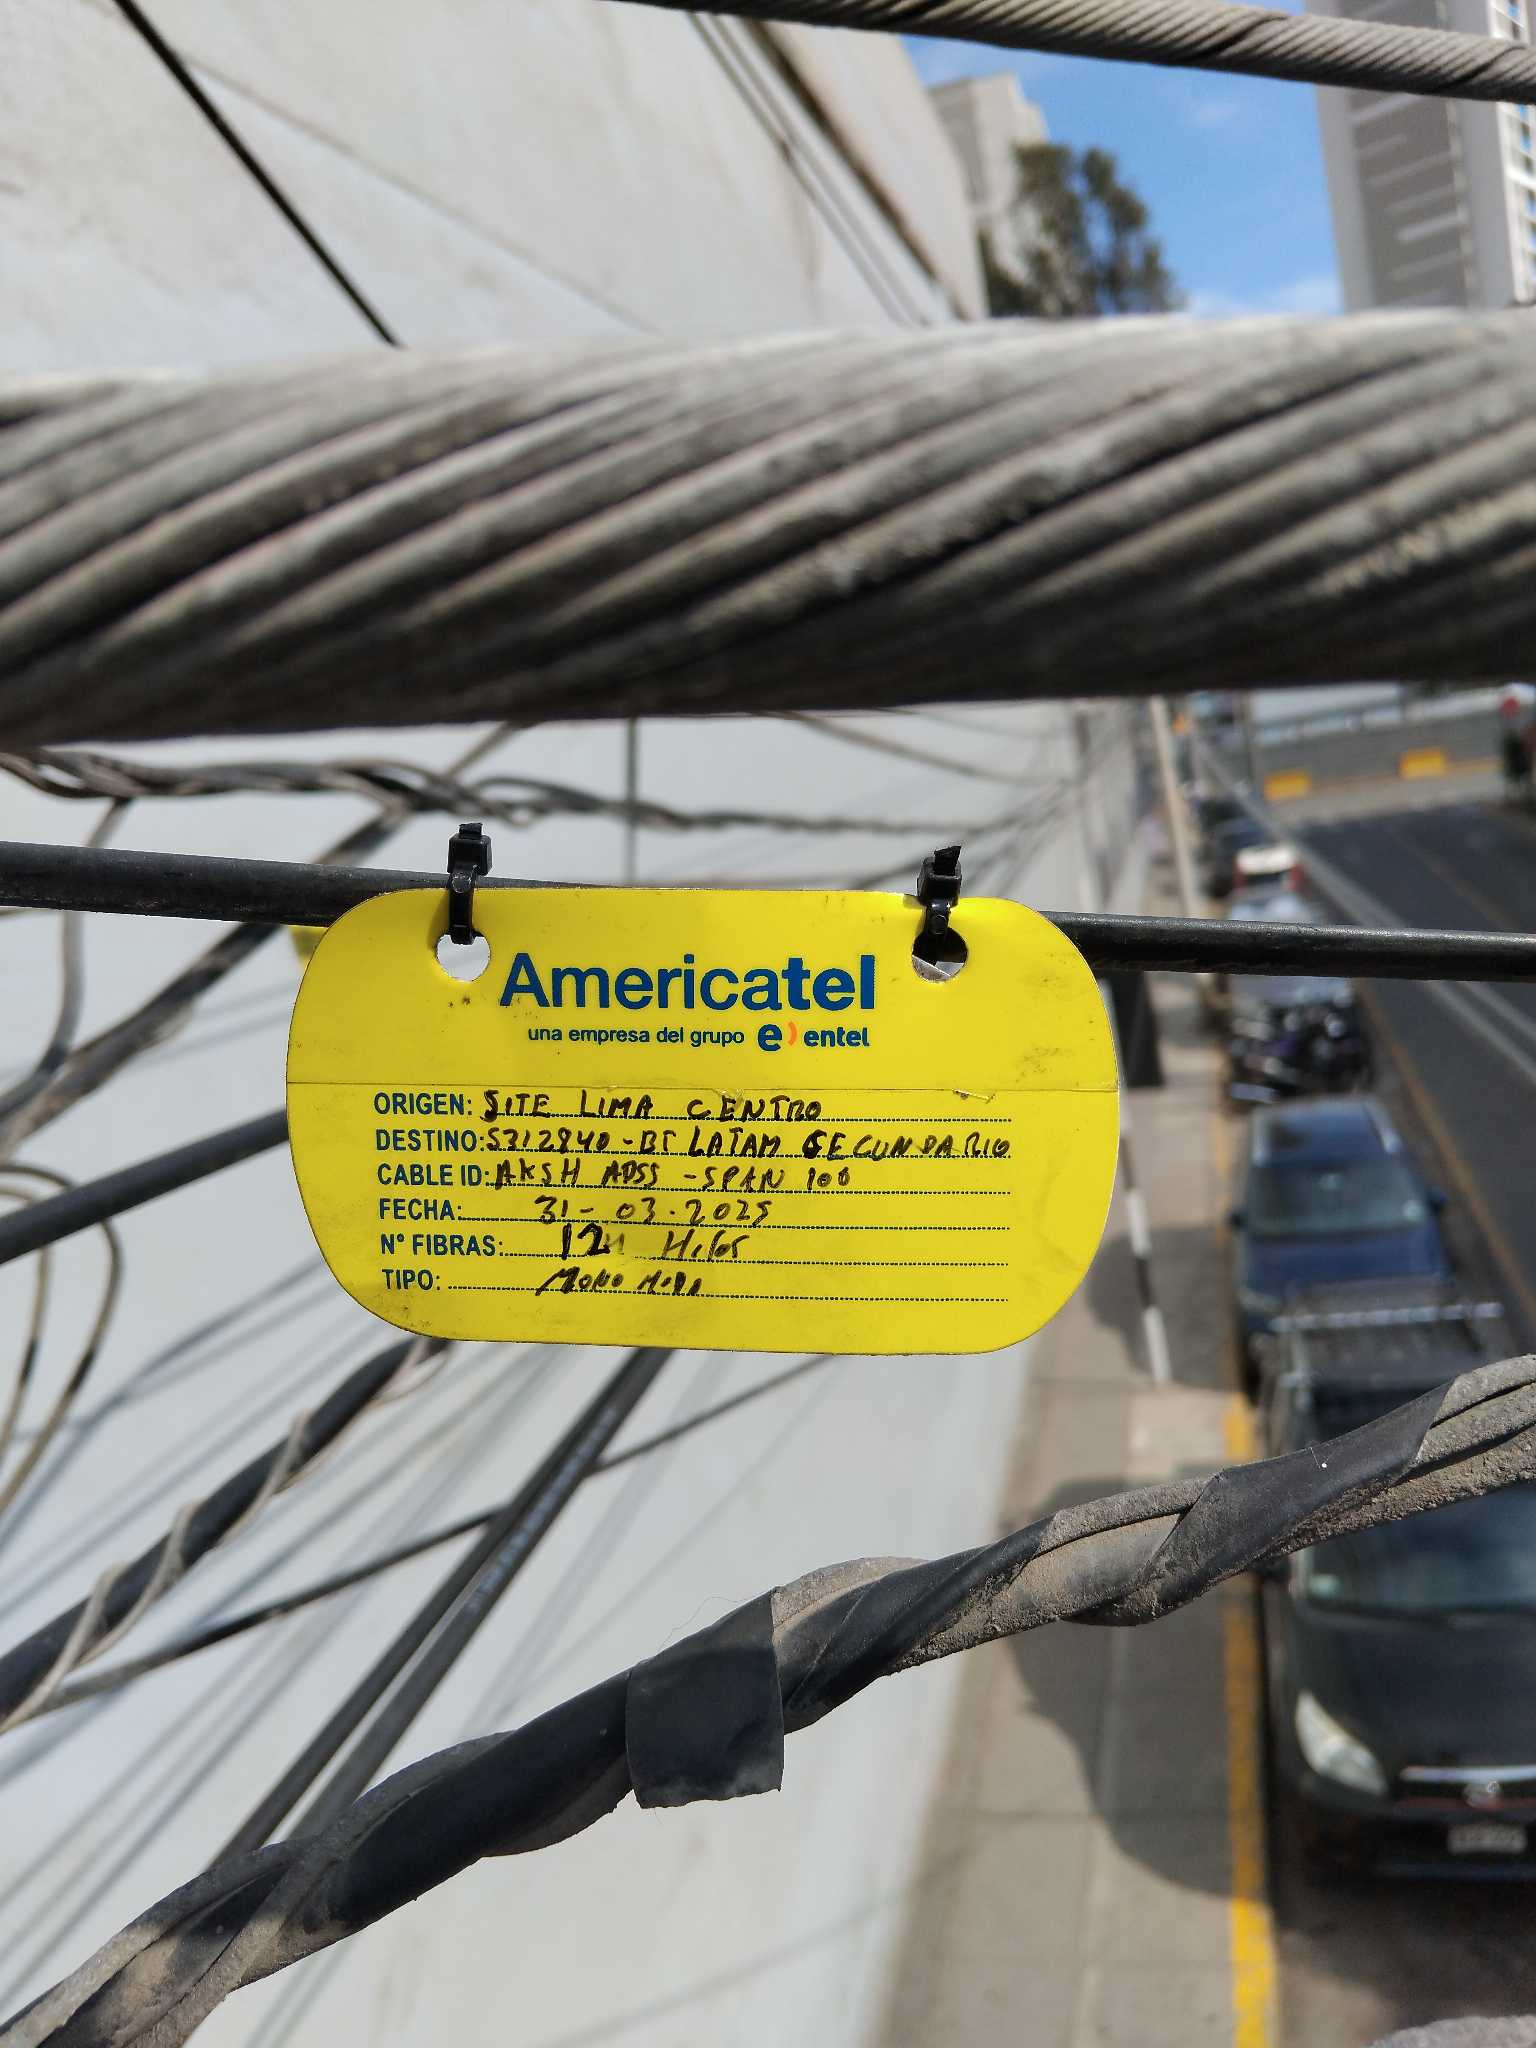 Americatel
una empresa del grupo e) entel
ORIGEN: SITE LIMA CENTRO
DESTINO: 5312840-BT LATAM SECUNDARIO
CABLE ID: AKSH ADSS -SPAN 100
FECHA: 31-03.2025
N° FIBRAS: 12 Hilos
TIPO: MONO MODO